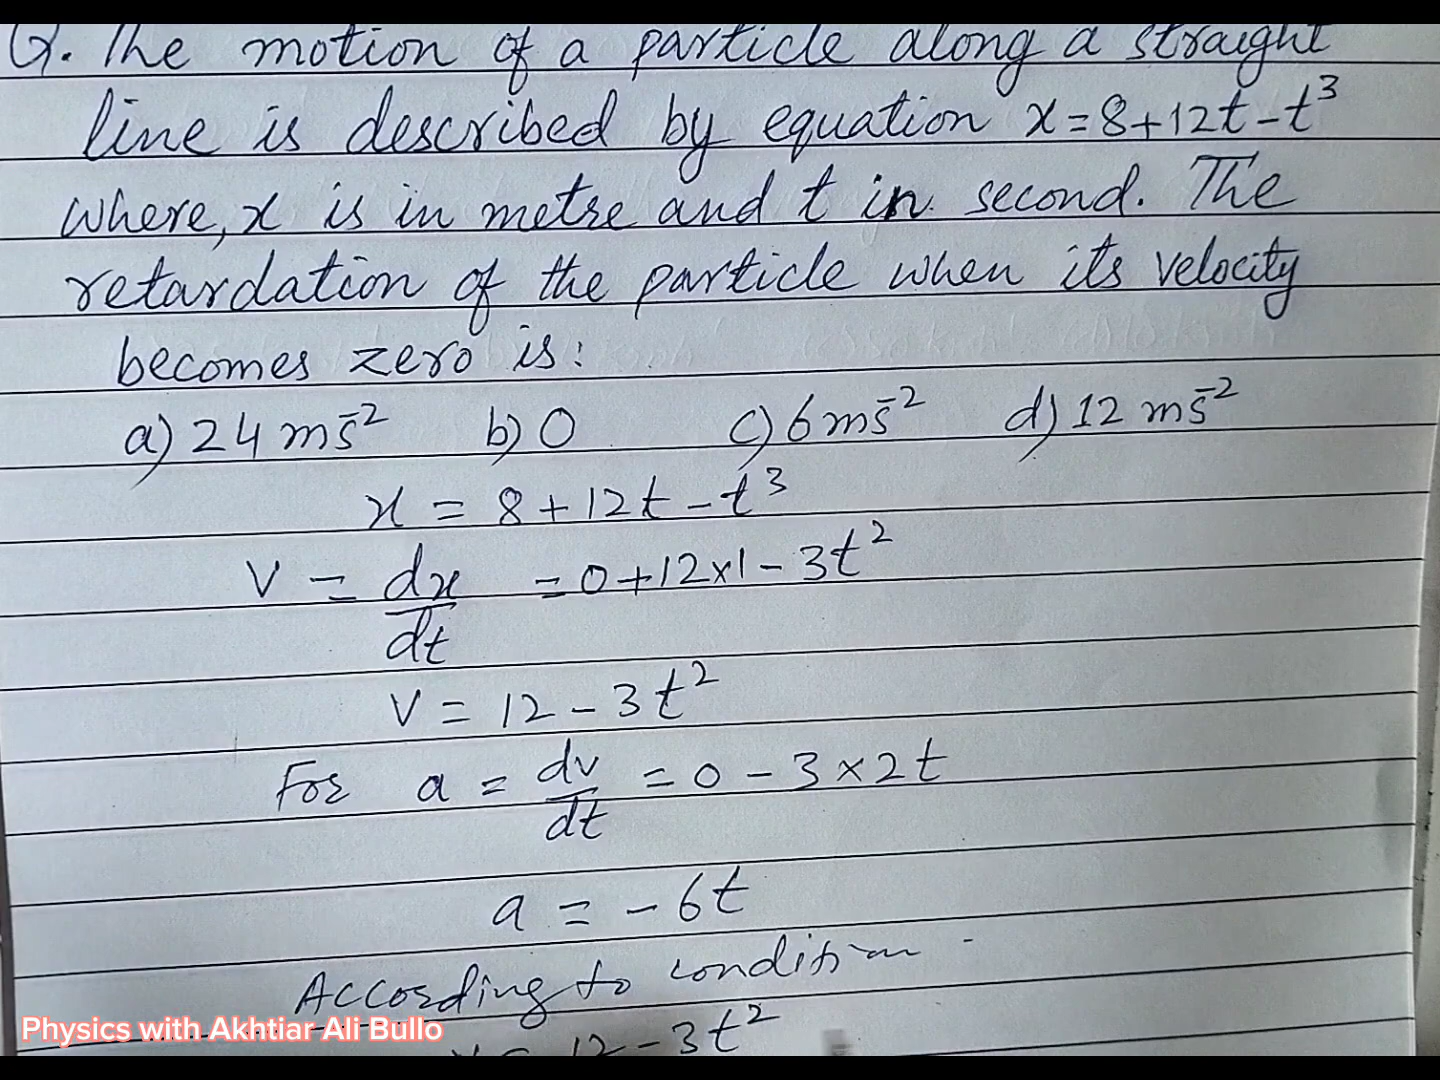 Q. The motion of a particle along a straight
line is described by equation x=8+12t-t³
where, x is in metre and t in second. The
retardation of the particle when its velocity
becomes zero is:
a) 24 ms⁻² b) 0 c) 6 ms⁻² d) 12 ms⁻²
x = 8+12t-t³
V = dx/dt = 0+12x1-3t²
V = 12-3t²
For a = dv/dt = 0-3×2t
a = -6t
According to condition -
v = 12-3t²
Physics with Akhtiar Ali Bullo